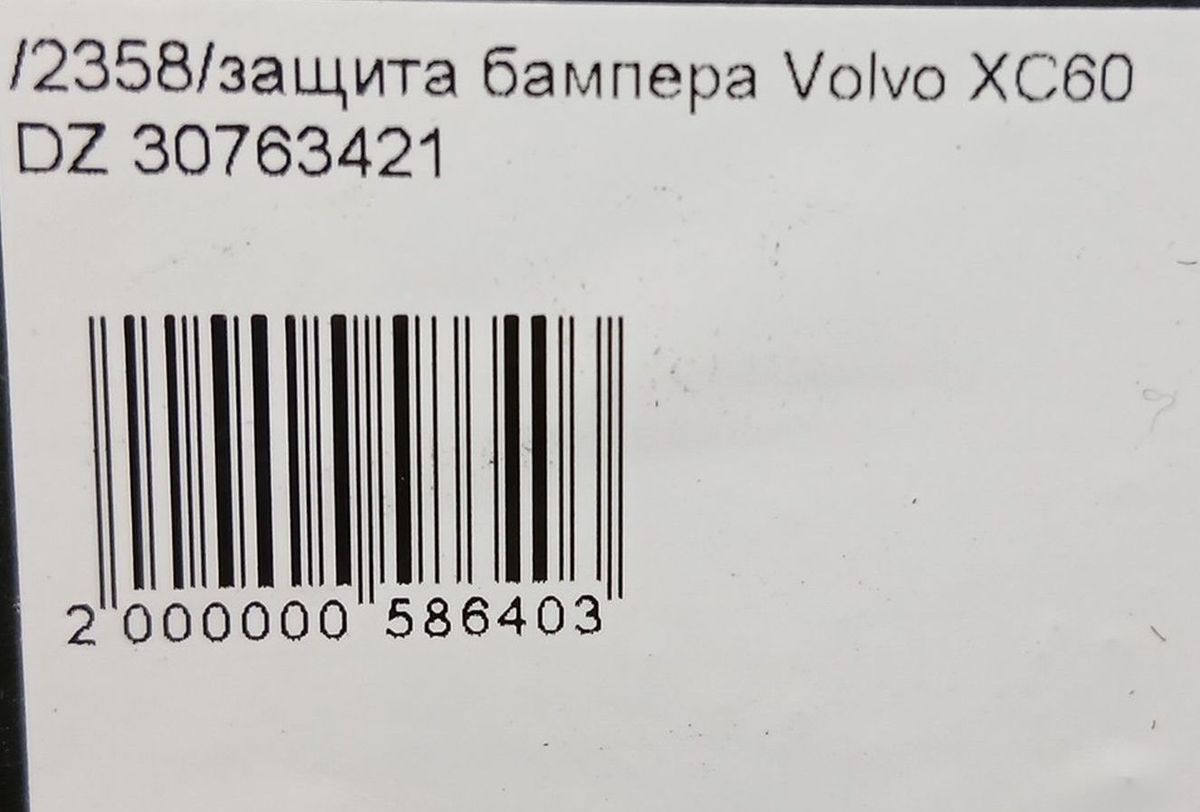 /2358/защита бампера Volvo XC60
DZ 30763421
2 000000 586403